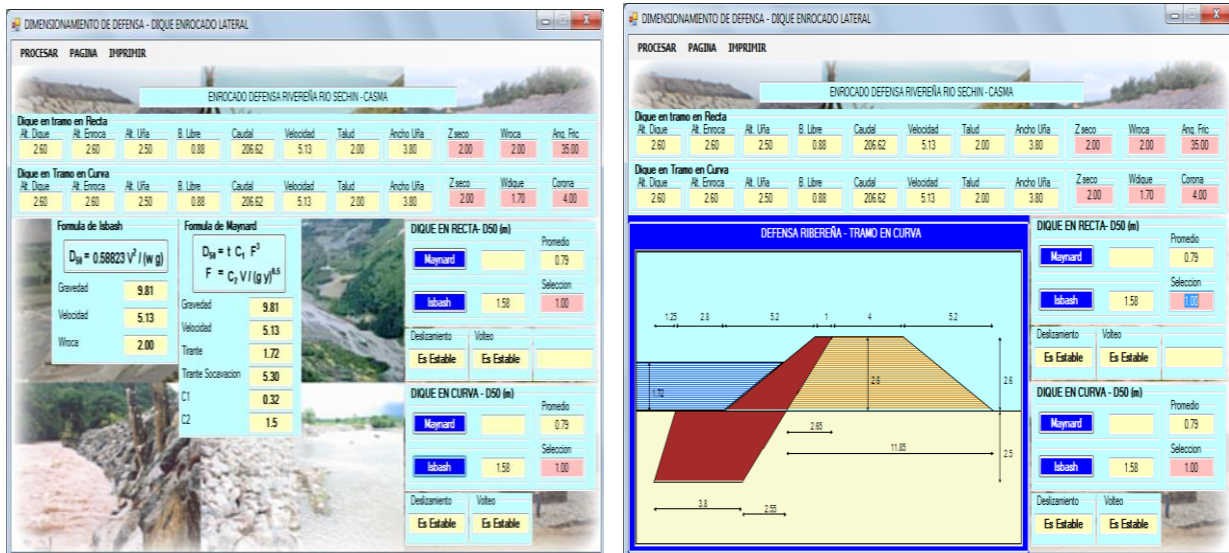 DIMENSIONAMIENTO DE DEFENSA - DIQUE ENROCADO LATERAL
PROCESAR PAGINA IMPRIMIR
ENROCADO DEFENSA RIVEREÑA RIO SECHIN - CASMA
Dique en tramo en Recta
Alt. Dique Alt. Enroca Alt. Uña B. Libre Caudal Velocidad Talud Ancho Uña Z seco Wroca Ang. Fric
2.60 2.60 2.50 0.88 206.62 5.13 2.00 3.80 2.00 2.00 35.00
Dique en Tramo en Curva
Alt. Dique Alt. Enroca Alt. Uña B. Libre Caudal Velocidad Talud Ancho Uña Z seco Wdique Corona
2.60 2.60 2.50 0.88 206.62 5.13 2.00 3.80 2.00 1.70 4.00
Formula de Isbash
D50 = 0.58823 V² / (w g)
Gravedad 9.81
Velocidad 5.13
Wroca 2.00
Formula de Maynard
D50 = t C1 F³
F = C2 V / (g y)^0.5
Gravedad 9.81
Velocidad 5.13
Tirante 1.72
Tirante Socavacion 5.30
C1 0.32
C2 1.5
DIQUE EN RECTA- D50 (m)
Promedio
Maynard 0.79
Seleccion
Isbash 1.58 1.00
Deslizamiento Volteo
Es Estable Es Estable
DIQUE EN CURVA - D50 (m)
Promedio
Maynard 0.79
Seleccion
Isbash 1.58 1.00
Deslizamiento Volteo
Es Estable Es Estable
DIMENSIONAMIENTO DE DEFENSA - DIQUE ENROCADO LATERAL
PROCESAR PAGINA IMPRIMIR
ENROCADO DEFENSA RIVEREÑA RIO SECHIN - CASMA
Dique en tramo en Recta
Alt. Dique Alt. Enroca Alt. Uña B. Libre Caudal Velocidad Talud Ancho Uña Z seco Wroca Ang. Fric
2.60 2.60 2.50 0.88 206.62 5.13 2.00 3.80 2.00 2.00 35.00
Dique en Tramo en Curva
Alt. Dique Alt. Enroca Alt. Uña B. Libre Caudal Velocidad Talud Ancho Uña Z seco Wdique Corona
2.60 2.60 2.50 0.88 206.62 5.13 2.00 3.80 2.00 1.70 4.00
DEFENSA RIBEREÑA - TRAMO EN CURVA
1.25 2.8 5.2 1 4 5.2
1.72 2.6 2.6
2.65
11.85 2.5
3.8 2.55
DIQUE EN RECTA- D50 (m)
Promedio
Maynard 0.79
Seleccion
Isbash 1.58 1.00
Deslizamiento Volteo
Es Estable Es Estable
DIQUE EN CURVA - D50 (m)
Promedio
Maynard 0.79
Seleccion
Isbash 1.58 1.00
Deslizamiento Volteo
Es Estable Es Estable